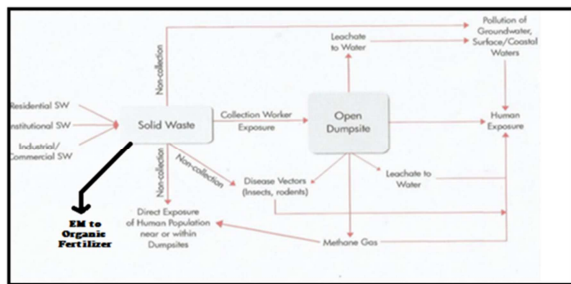 Pollution of
Groundwater,
Surface/Coastal
Waters
Leachate
to Water
Non-collection
Residential SW
Institutional SW
Industrial/
Commercial SW
Solid Waste
Collection Worker
Exposure
Open
Dumpsite
Human
Exposure
Non-collection
Non-collection
Disease Vectors
(Insects, rodents)
Leachate to
Water
EM to
Organic
Fertilizer
Direct Exposure
of Human Population
near or within
Dumpsites
Methane Gas